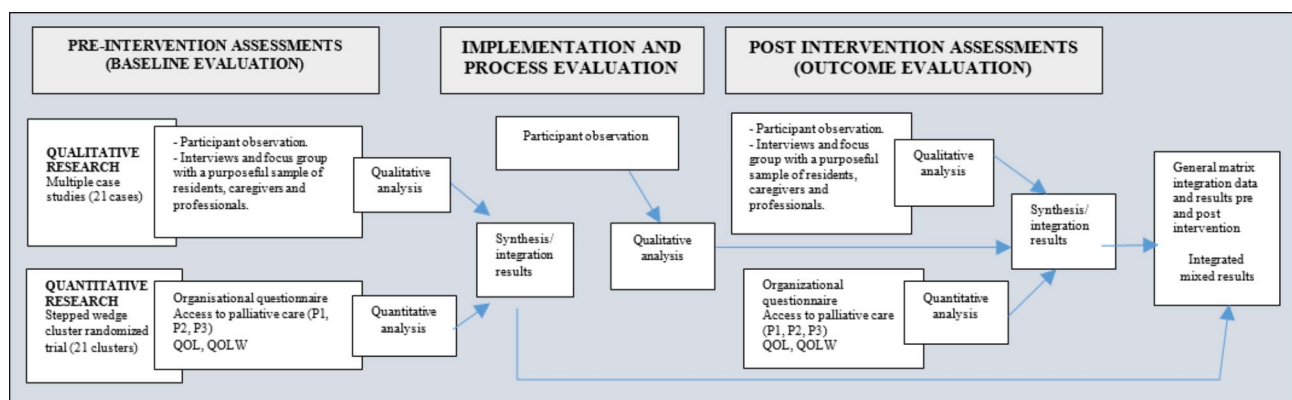 PRE-INTERVENTION ASSESSMENTS
(BASELINE EVALUATION)
IMPLEMENTATION AND
PROCESS EVALUATION
POST INTERVENTION ASSESSMENTS
(OUTCOME EVALUATION)
QUALITATIVE
RESEARCH
Multiple case
studies (21 cases)
- Participant observation.
- Interviews and focus group
with a purposeful sample of
residents, caregivers and
professionals.
Qualitative
analysis
QUANTITATIVE
RESEARCH
Stepped wedge
cluster randomized
trial (21 clusters)
Organisational questionnaire
Access to palliative care (P1,
P2, P3)
QOL, QOLW
Quantitative
analysis
Synthesis/
integration
results
Participant observation
Qualitative
analysis
- Participant observation.
- Interviews and focus
group with a purposeful
sample of residents,
caregivers and
professionals.
Qualitative
analysis
Organizational
questionnaire
Access to palliative care
(P1, P2, P3)
QOL, QOLW
Quantitative
analysis
Synthesis/
integration
results
General matrix
integration data
and results pre
and post
intervention
Integrated
mixed results